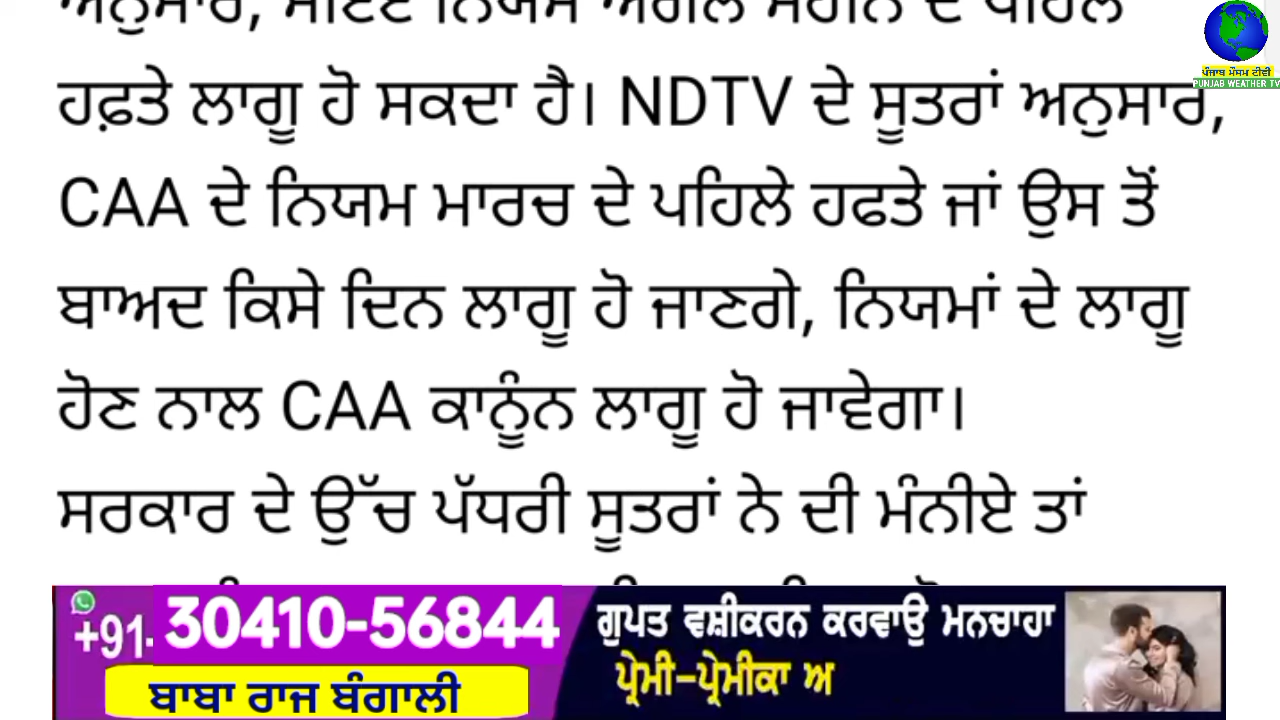 ਹਫ਼ਤੇ ਲਾਗੂ ਹੋ ਸਕਦਾ ਹੈ। NDTV ਦੇ ਸੂਤਰਾਂ ਅਨੁਸਾਰ,
CAA ਦੇ ਨਿਯਮ ਮਾਰਚ ਦੇ ਪਹਿਲੇ ਹਫਤੇ ਜਾਂ ਉਸ ਤੋਂ
ਬਾਅਦ ਕਿਸੇ ਦਿਨ ਲਾਗੂ ਹੋ ਜਾਣਗੇ, ਨਿਯਮਾਂ ਦੇ ਲਾਗੂ
ਹੋਣ ਨਾਲ CAA ਕਾਨੂੰਨ ਲਾਗੂ ਹੋ ਜਾਵੇਗਾ।
ਸਰਕਾਰ ਦੇ ਉੱਚ ਪੱਧਰੀ ਸੂਤਰਾਂ ਨੇ ਦੀ ਮੰਨੀਏ ਤਾਂ
ਪੰਜਾਬ ਮੌਸਮ ਟੀਵੀ
PUNJAB WEATHER TV
+91- 30410-56844
ਬਾਬਾ ਰਾਜ ਬੰਗਾਲੀ
ਗੁਪਤ ਵਸ਼ੀਕਰਨ ਕਰਵਾਉ ਮਨਚਾਹਾ
ਪ੍ਰੇਮੀ-ਪ੍ਰੇਮੀਕਾ ਅ